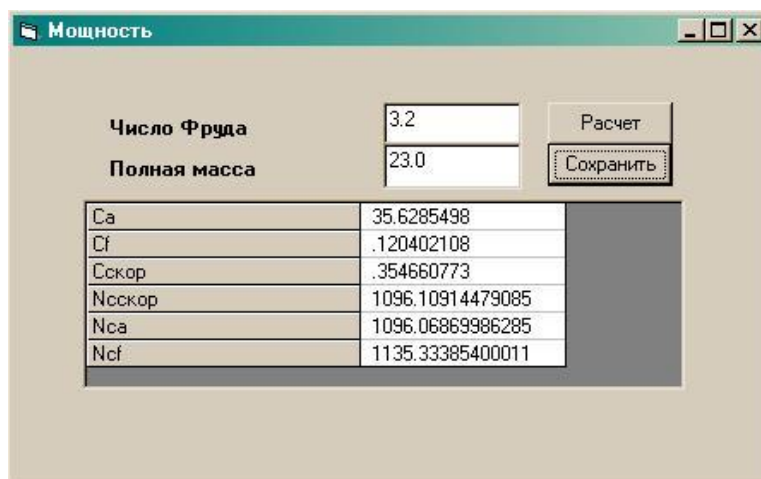 Мощность
Число Фруда 3.2 Расчет
Полная масса 23.0 Сохранить
Ca 35.6285498
Cf .120402108
Cскор .354660773
Nсскор 1096.10914479085
Nca 1096.06869986285
Ncf 1135.33385400011